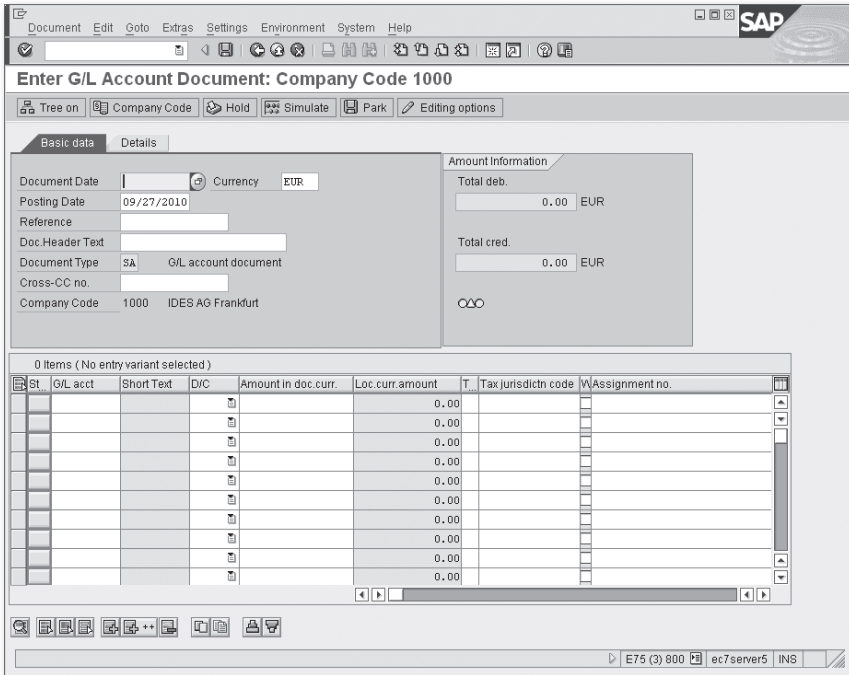 Document Edit Goto Extras Settings Environment System Help
SAP
Enter G/L Account Document: Company Code 1000
Tree on Company Code Hold Simulate Park Editing options
Basic data Details
Amount Information
Document Date Currency EUR
Total deb.
Posting Date 09/27/2010
0.00 EUR
Reference
Doc.Header Text
Total cred.
Document Type SA G/L account document
0.00 EUR
Cross-CC no.
Company Code 1000 IDES AG Frankfurt
0 Items ( No entry variant selected )
St... G/L acct Short Text D/C Amount in doc.curr. Loc.curr.amount T... Tax jurisdictn code W Assignment no.
0.00
0.00
0.00
0.00
0.00
0.00
0.00
0.00
0.00
0.00
E75 (3) 800 ec7server5 INS